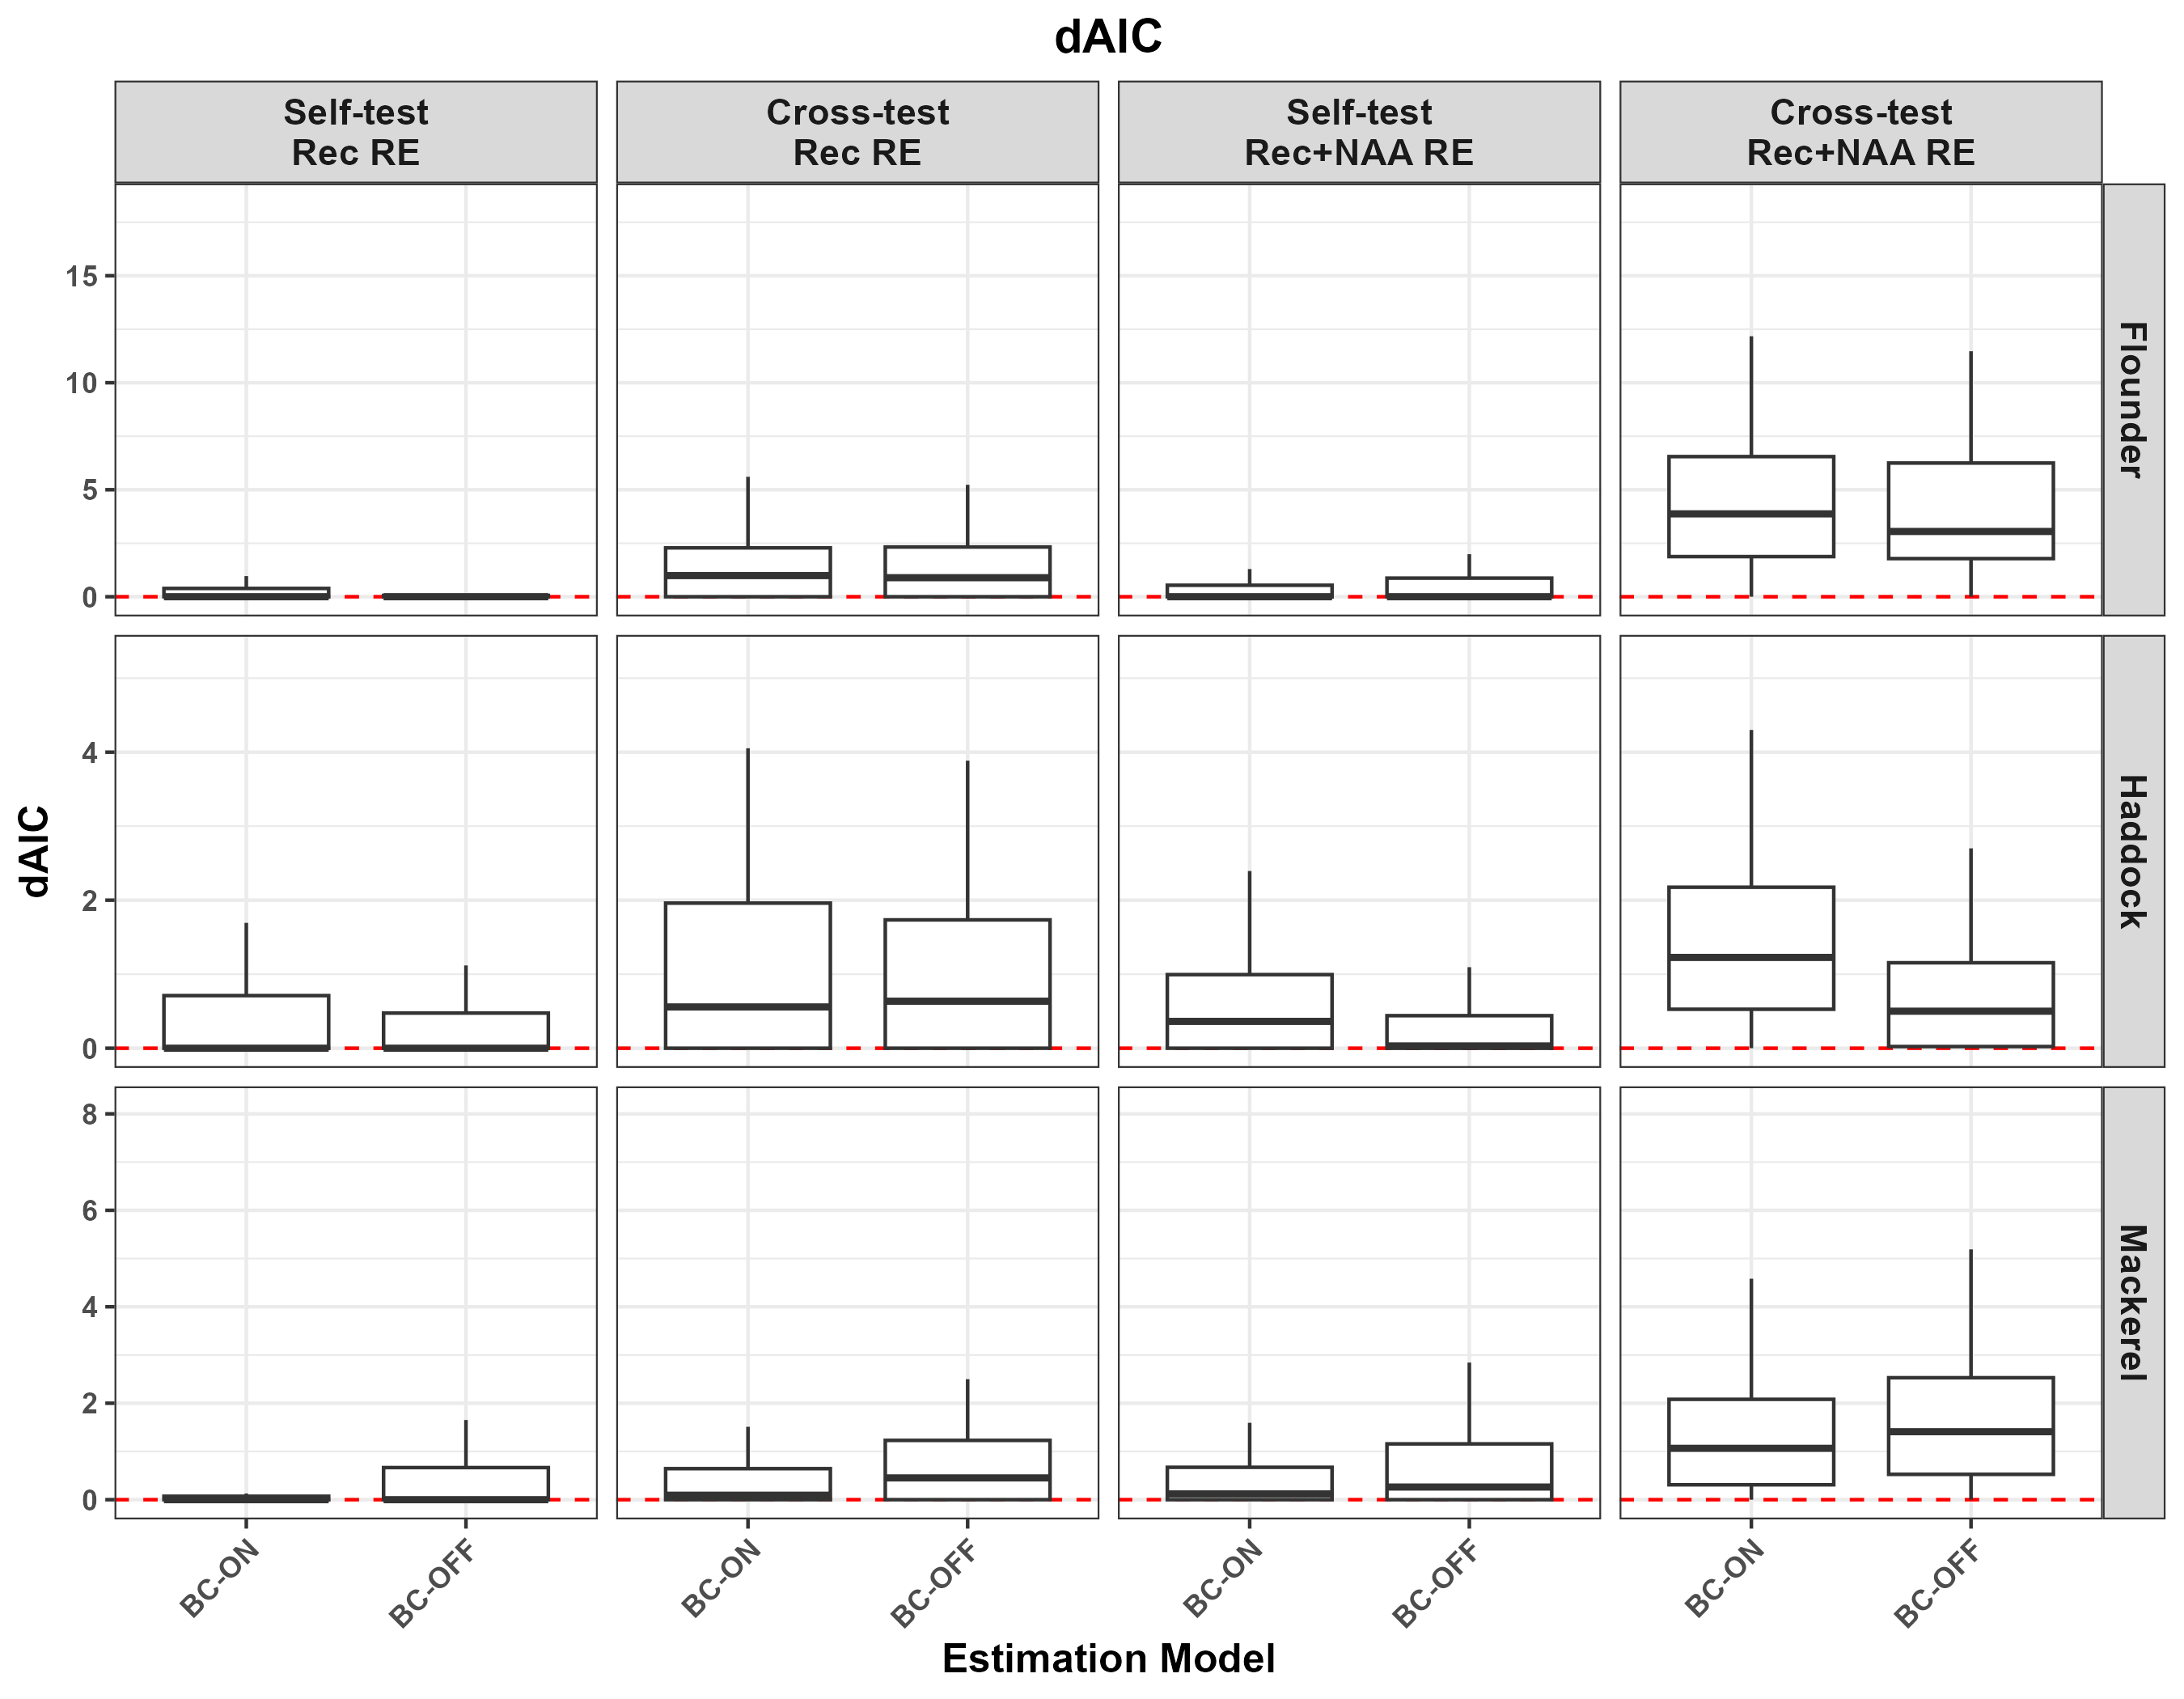 dAIC
Self-test
Rec RE
Cross-test
Rec RE
Self-test
Rec+NAA RE
Cross-test
Rec+NAA RE
15
10
5
0
Flounder
dAIC
4
2
0
Haddock
8
6
4
2
0
Mackerel
BC-ON
BC-OFF
BC-ON
BC-OFF
BC-ON
BC-OFF
BC-ON
BC-OFF
Estimation Model